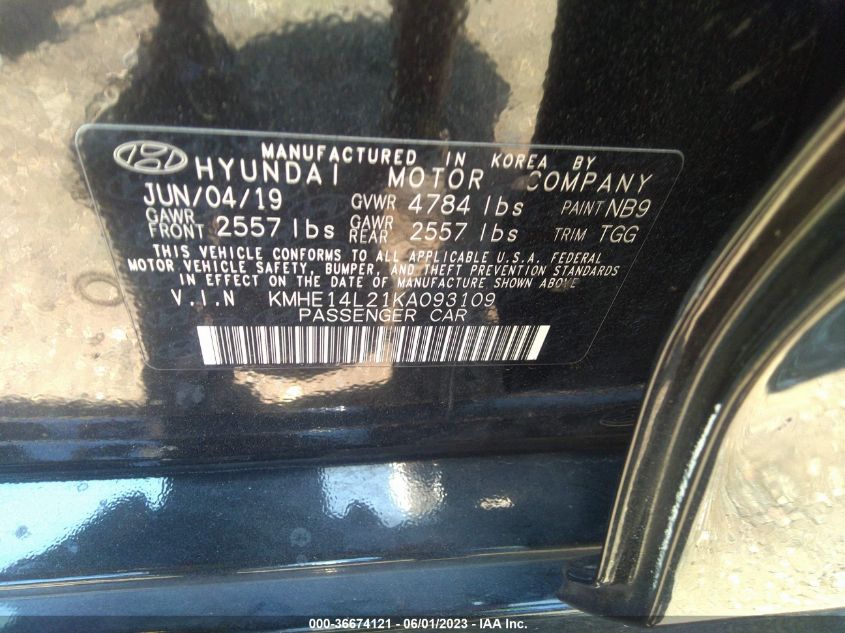 MANUFACTURED IN KOREA BY
HYUNDAI MOTOR COMPANY
JUN/04/19 GVWR 4784 lbs PAINT NB9
GAWR FRONT 2557 lbs GAWR REAR 2557 lbs TRIM TGG
THIS VEHICLE CONFORMS TO ALL APPLICABLE U.S.A. FEDERAL
MOTOR VEHICLE SAFETY, BUMPER, AND THEFT PREVENTION STANDARDS
IN EFFECT ON THE DATE OF MANUFACTURE SHOWN ABOVE
V.I.N KMHE14L21KA093109
PASSENGER CAR
000-36674121 - 06/01/2023 - IAA Inc.